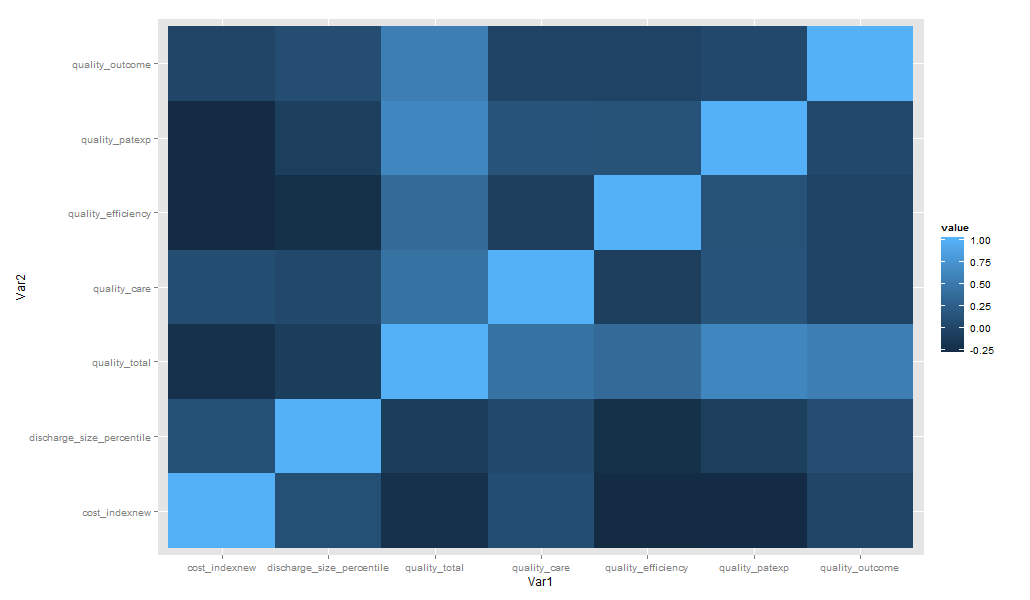 quality_outcome
quality_patexp
quality_efficiency
quality_care
quality_total
discharge_size_percentile
cost_indexnew
Var2
cost_indexnew discharge_size_percentile quality_total quality_care quality_efficiency quality_patexp quality_outcome
Var1
value
1.00
0.75
0.50
0.25
0.00
-0.25